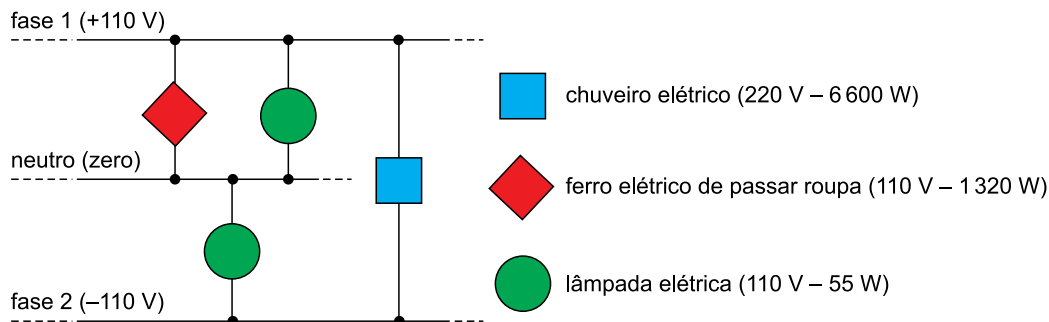 fase 1 (+110 V)
neutro (zero)
fase 2 (–110 V)
chuveiro elétrico (220 V – 6 600 W)
ferro elétrico de passar roupa (110 V – 1 320 W)
lâmpada elétrica (110 V – 55 W)